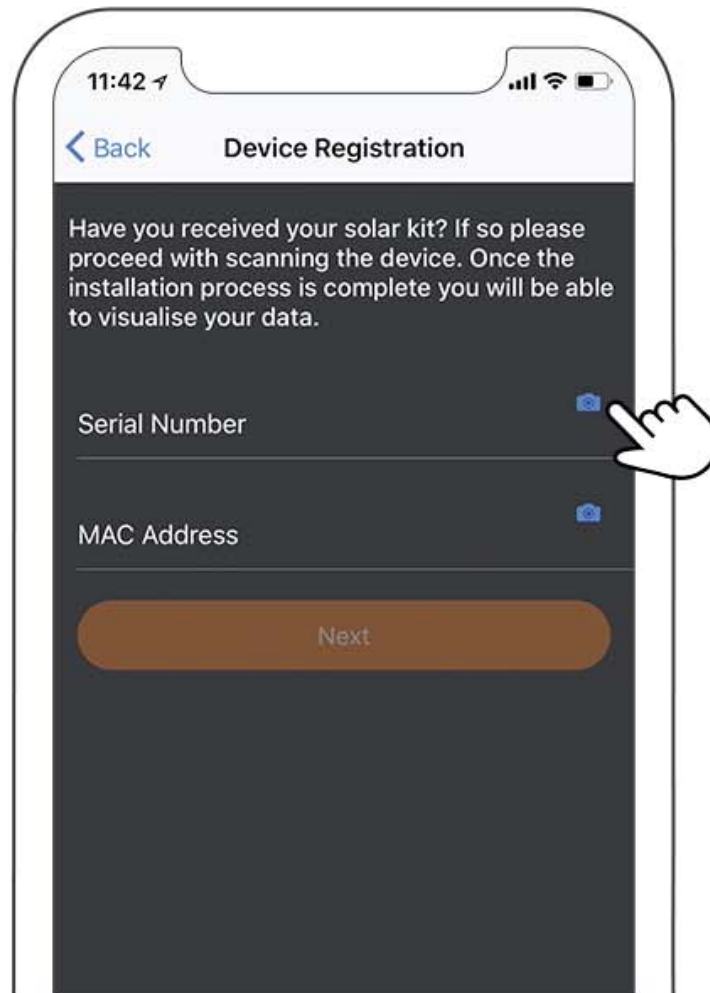 11:42
Back
Device Registration
Have you received your solar kit? If so please
proceed with scanning the device. Once the
installation process is complete you will be able
to visualise your data.
Serial Number
MAC Address
Next